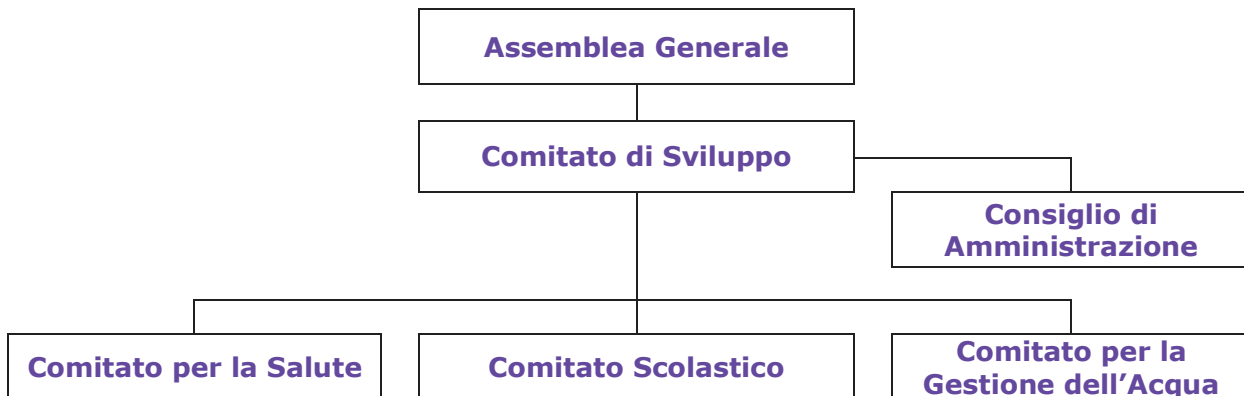 Assemblea Generale
Comitato di Sviluppo
Consiglio di
Amministrazione
Comitato per la Salute
Comitato Scolastico
Comitato per la
Gestione dell’Acqua